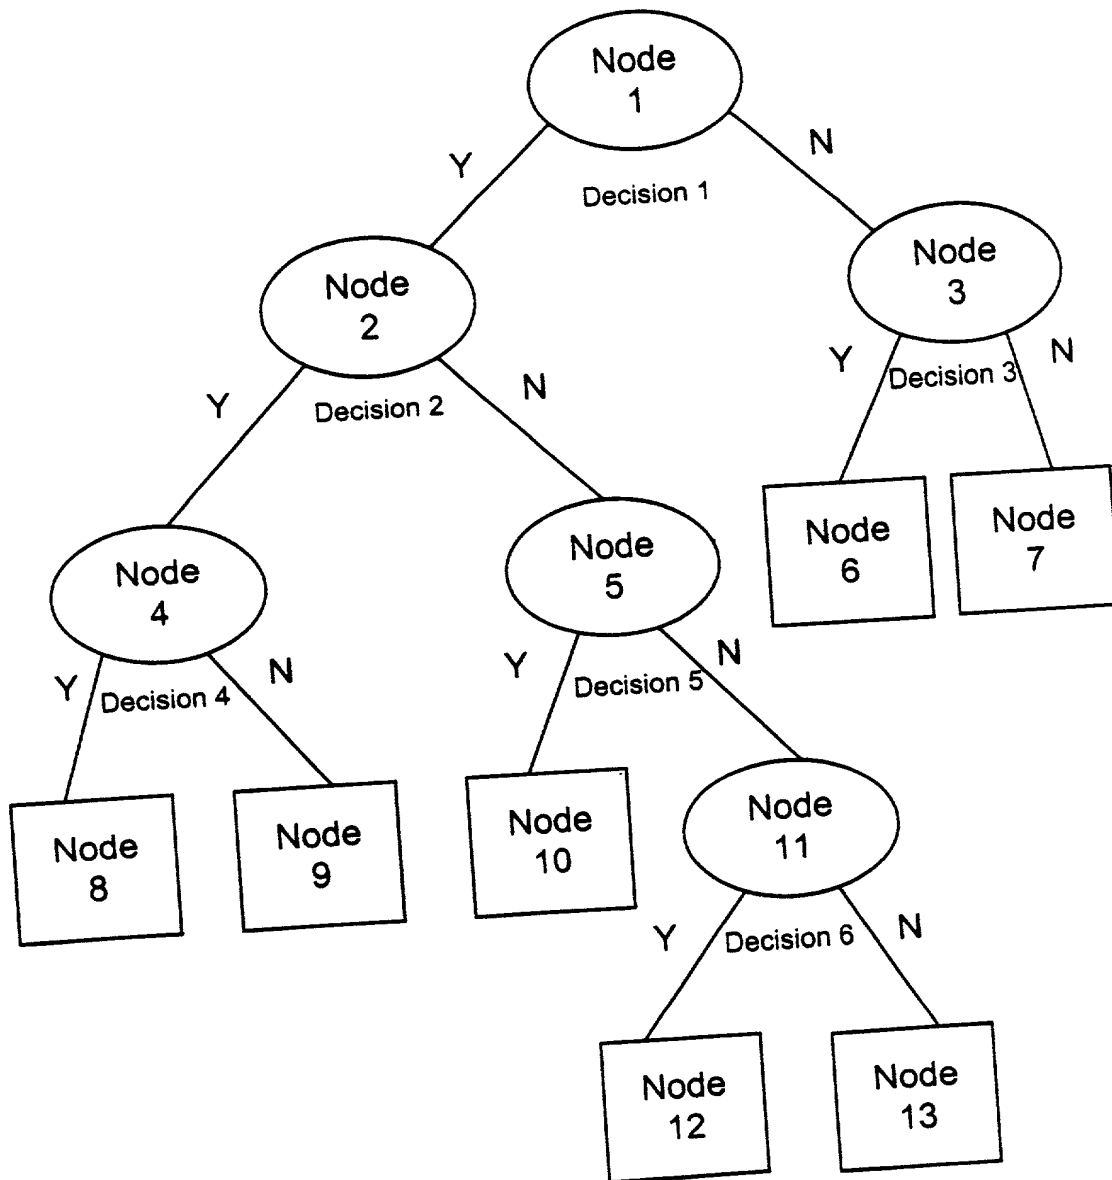 Node
1
Y
N
Decision 1
Node
2
Node
3
Y
Decision 2
N
Y
Decision 3
N
Node
4
Node
5
Node
6
Node
7
Y
Decision 4
N
Y
Decision 5
N
Node
8
Node
9
Node
10
Node
11
Y
Decision 6
N
Node
12
Node
13